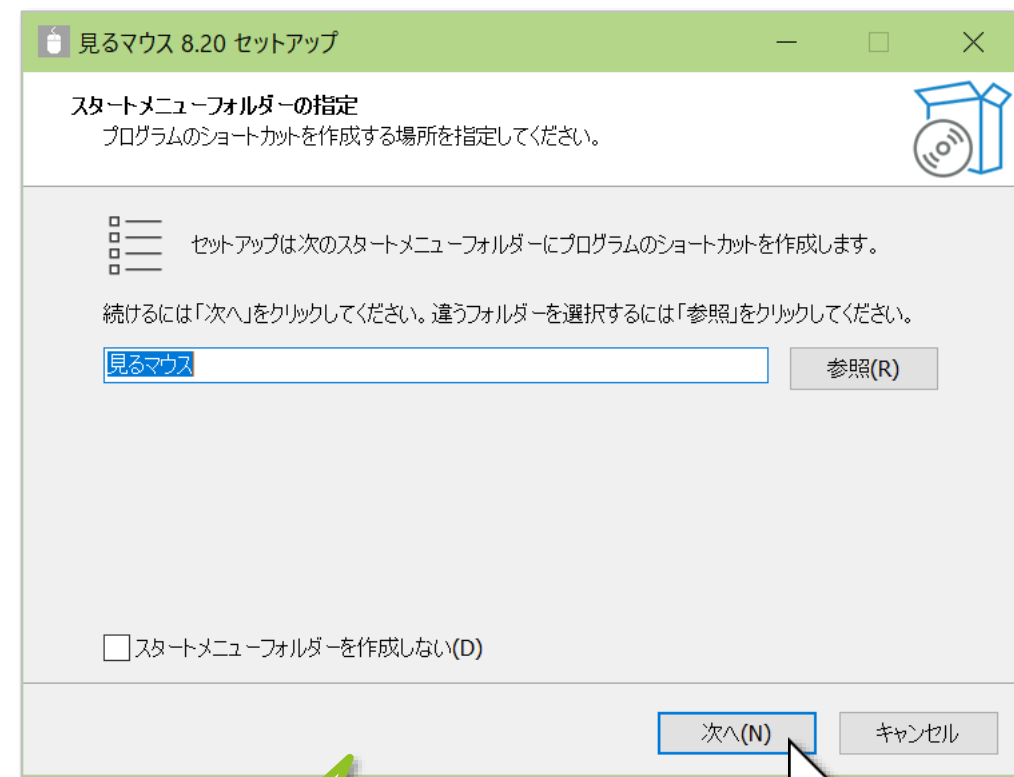 見るマウス 8.20 セットアップ
スタートメニューフォルダーの指定
プログラムのショートカットを作成する場所を指定してください。
セットアップは次のスタートメニューフォルダーにプログラムのショートカットを作成します。
続けるには「次へ」をクリックしてください。違うフォルダーを選択するには「参照」をクリックしてください。
見るマウス
参照(R)
スタートメニューフォルダーを作成しない(D)
次へ(N)
キャンセル